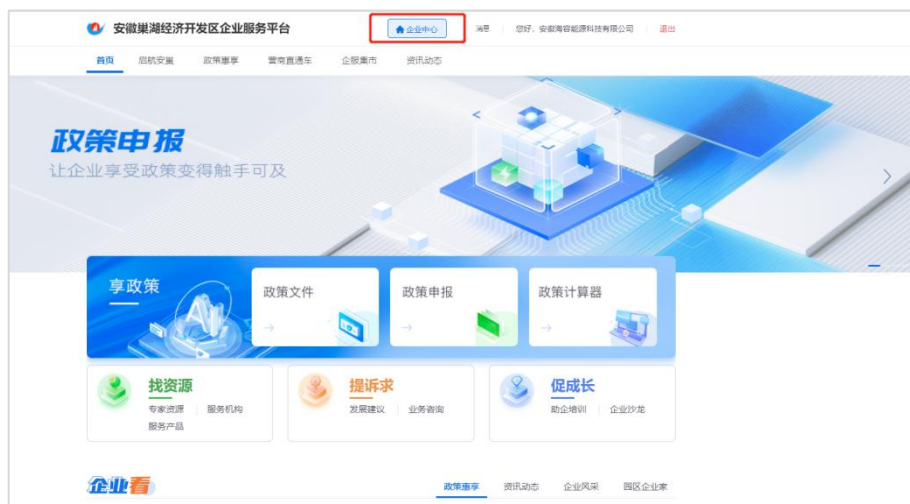 安徽巢湖经济开发区企业服务平台 企业中心 消息 您好，安徽海容能源科技有限公司 退出
首页 启航安巢 政策惠享 营商直通车 企服集市 资讯动态
政策申报
让企业享受政策变得触手可及
享政策 政策文件 政策申报 政策计算器
找资源 提诉求 促成长
专家资源 服务机构 发展建议 业务咨询 助企培训 企业沙龙
服务产品
企业看 政策惠享 资讯动态 企业风采 园区企业家